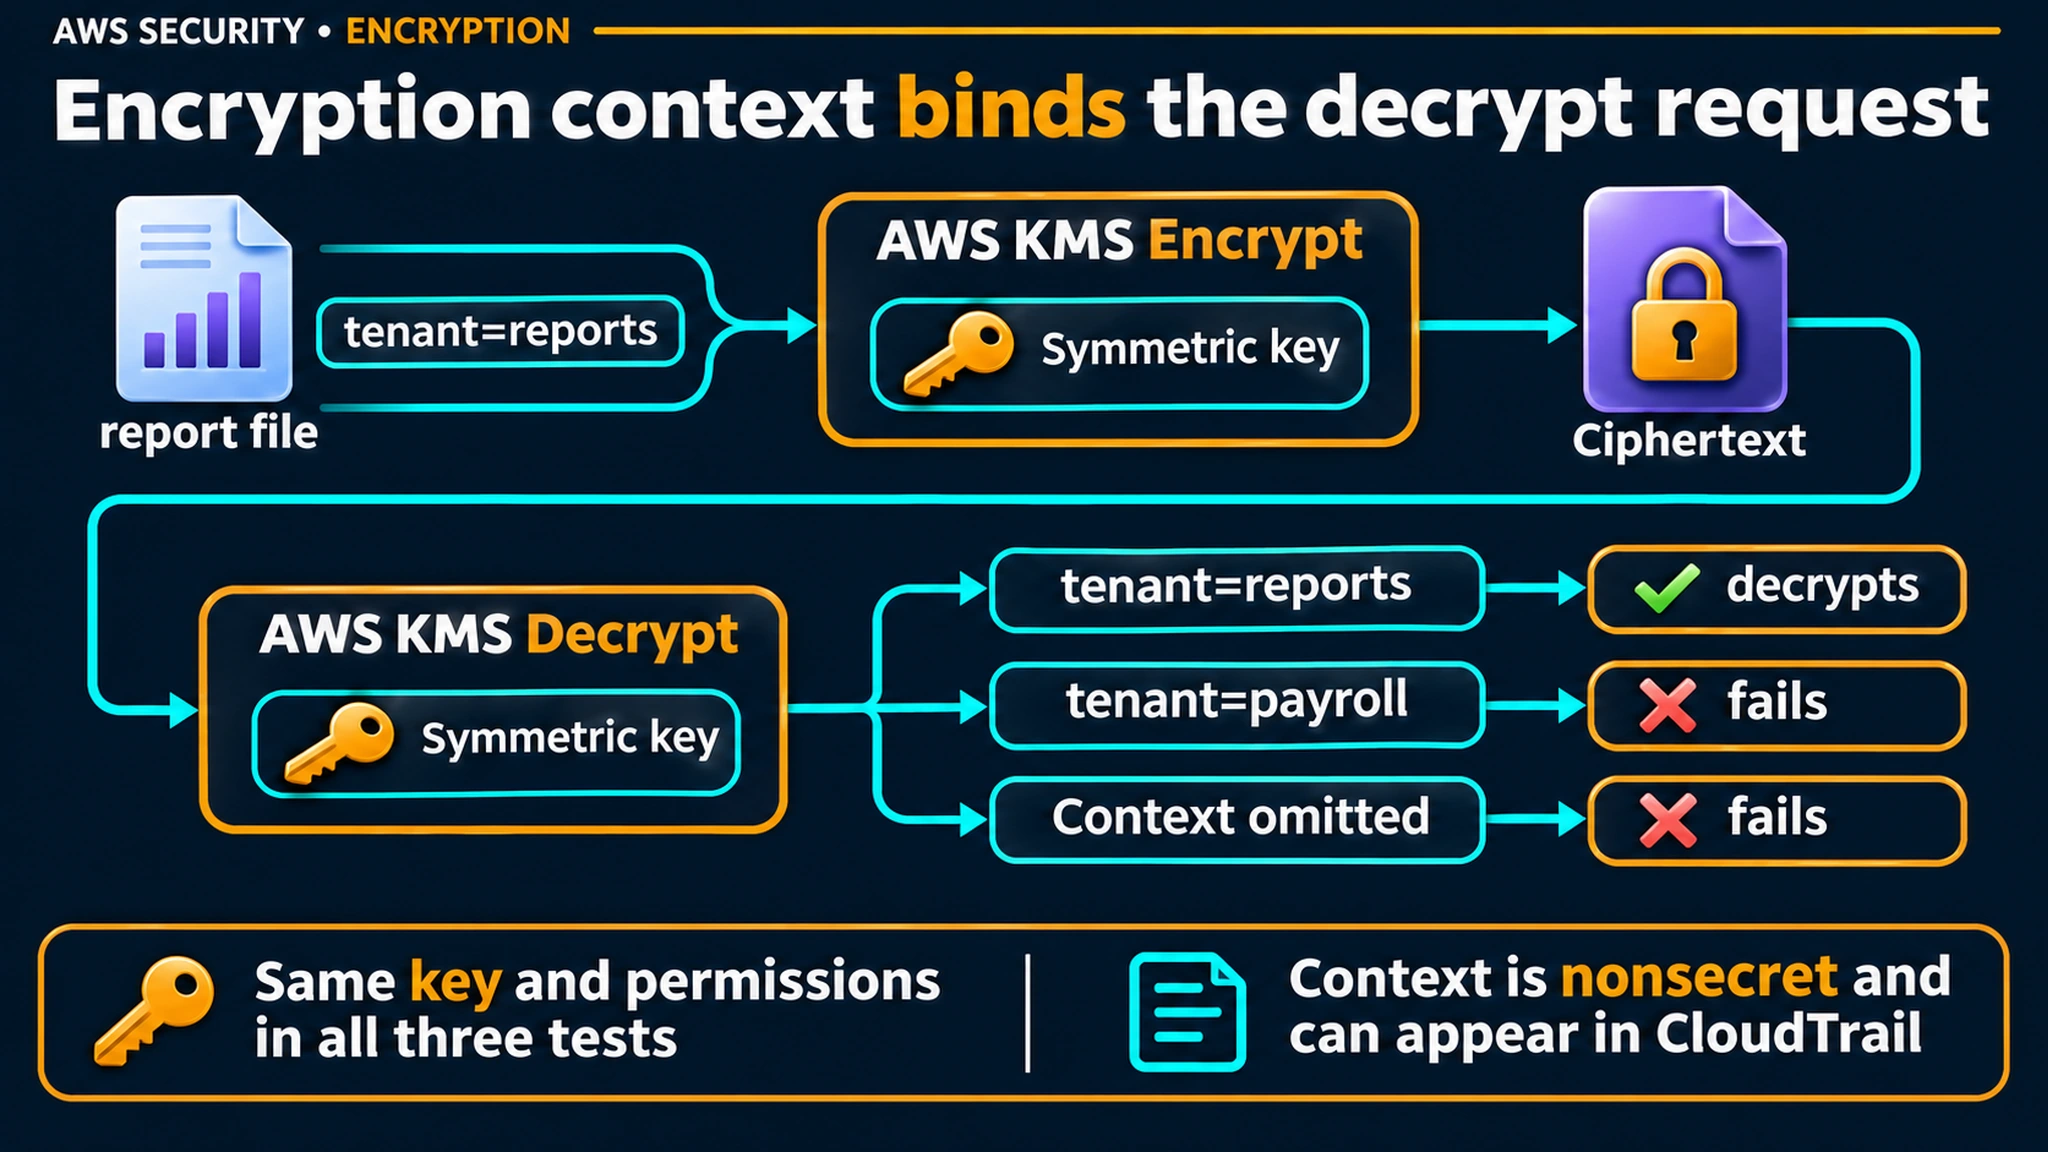 AWS SECURITY • ENCRYPTION
Encryption context binds the decrypt request
report file
tenant=reports
AWS KMS Encrypt
Symmetric key
Ciphertext
AWS KMS Decrypt
Symmetric key
tenant=reports
decrypts
tenant=payroll
fails
Context omitted
fails
Same key and permissions
in all three tests
Context is nonsecret and
can appear in CloudTrail